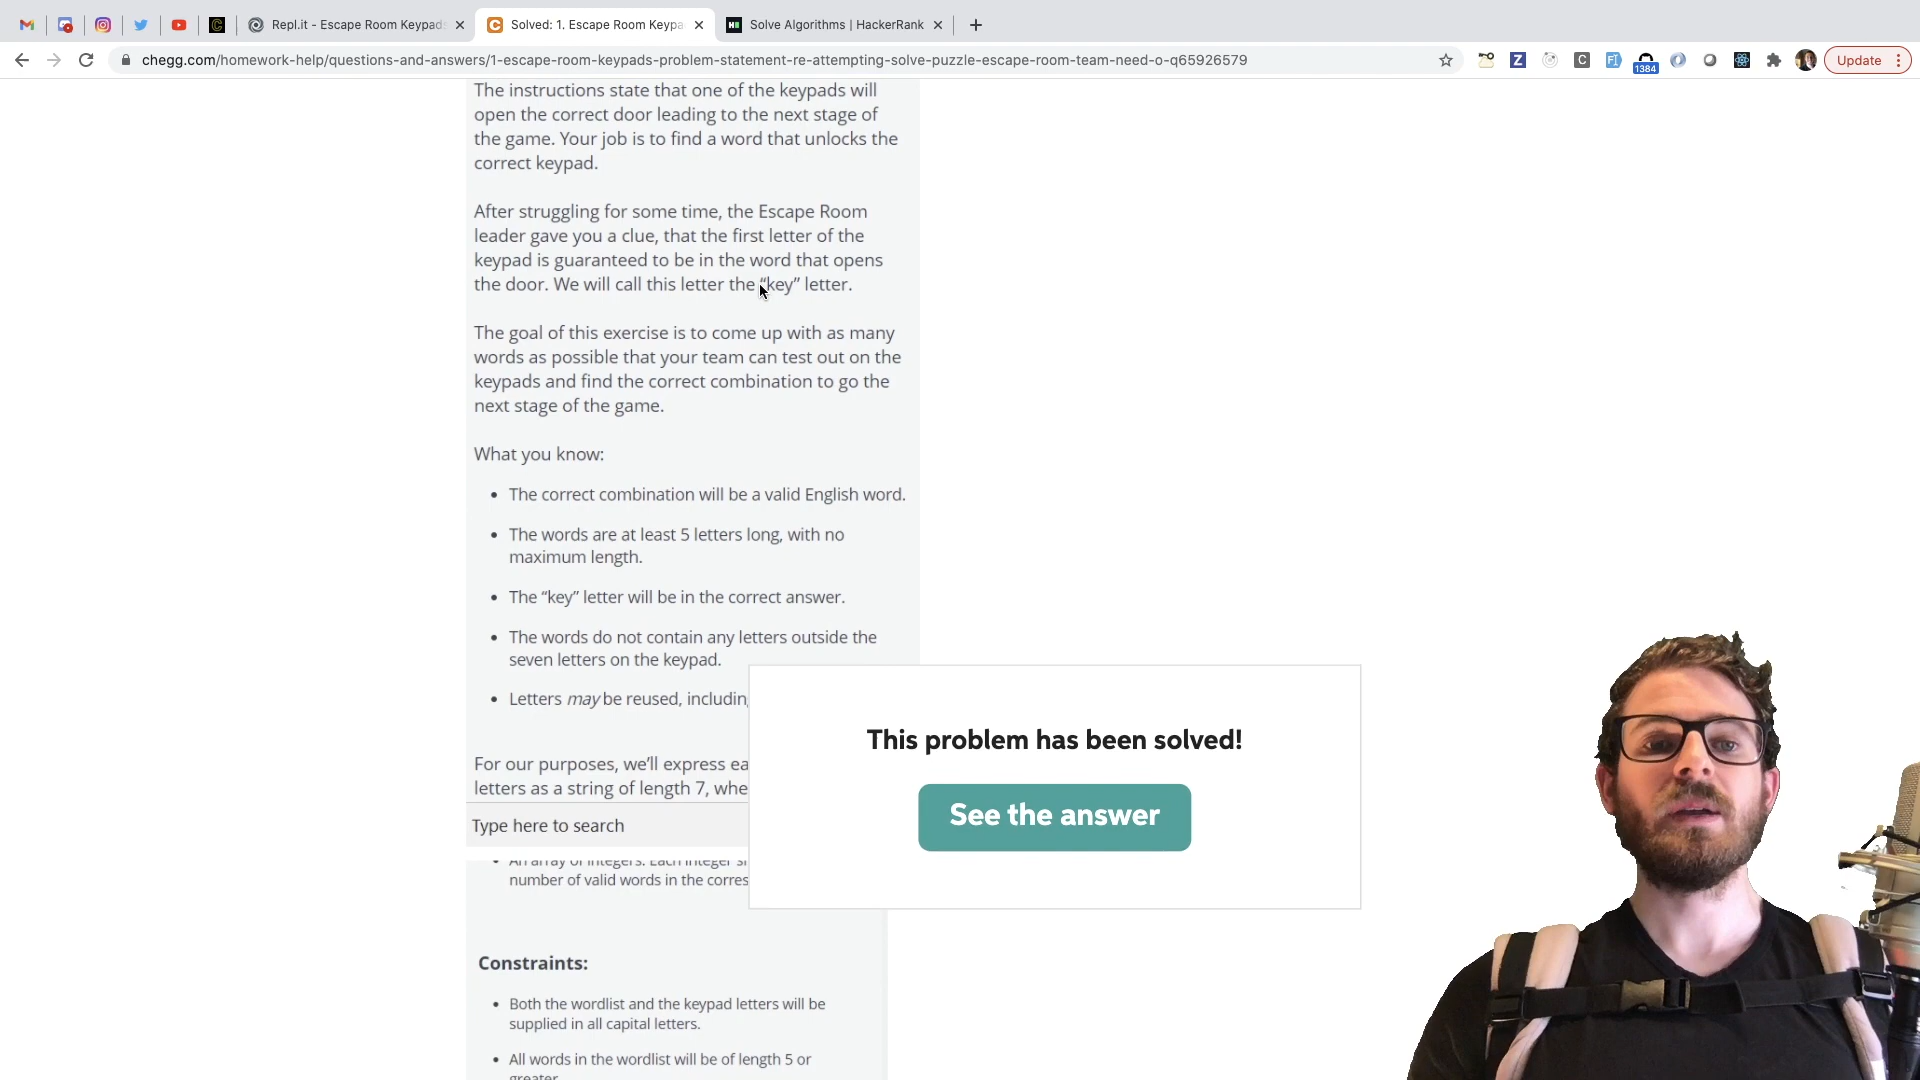 Repl.it - Escape Room Keypads
Solved: 1. Escape Room Keypa
Solve Algorithms | HackerRank
chegg.com/homework-help/questions-and-answers/1-escape-room-keypads-problem-statement-re-attempting-solve-puzzle-escape-room-team-need-o-q65926579
1384
Update
The instructions state that one of the keypads will
open the correct door leading to the next stage of
the game. Your job is to find a word that unlocks the
correct keypad.
After struggling for some time, the Escape Room
leader gave you a clue, that the first letter of the
keypad is guaranteed to be in the word that opens
the door. We will call this letter the “key” letter.
The goal of this exercise is to come up with as many
words as possible that your team can test out on the
keypads and find the correct combination to go the
next stage of the game.
What you know:
• The correct combination will be a valid English word.
• The words are at least 5 letters long, with no
maximum length.
• The “key” letter will be in the correct answer.
• The words do not contain any letters outside the
seven letters on the keypad.
• Letters may be reused, including
For our purposes, we’ll express ea
letters as a string of length 7, whe
Type here to search
• An array of integers. Each integer
number of valid words in the corres
This problem has been solved!
See the answer
Constraints:
• Both the wordlist and the keypad letters will be
supplied in all capital letters.
• All words in the wordlist will be of length 5 or
greater